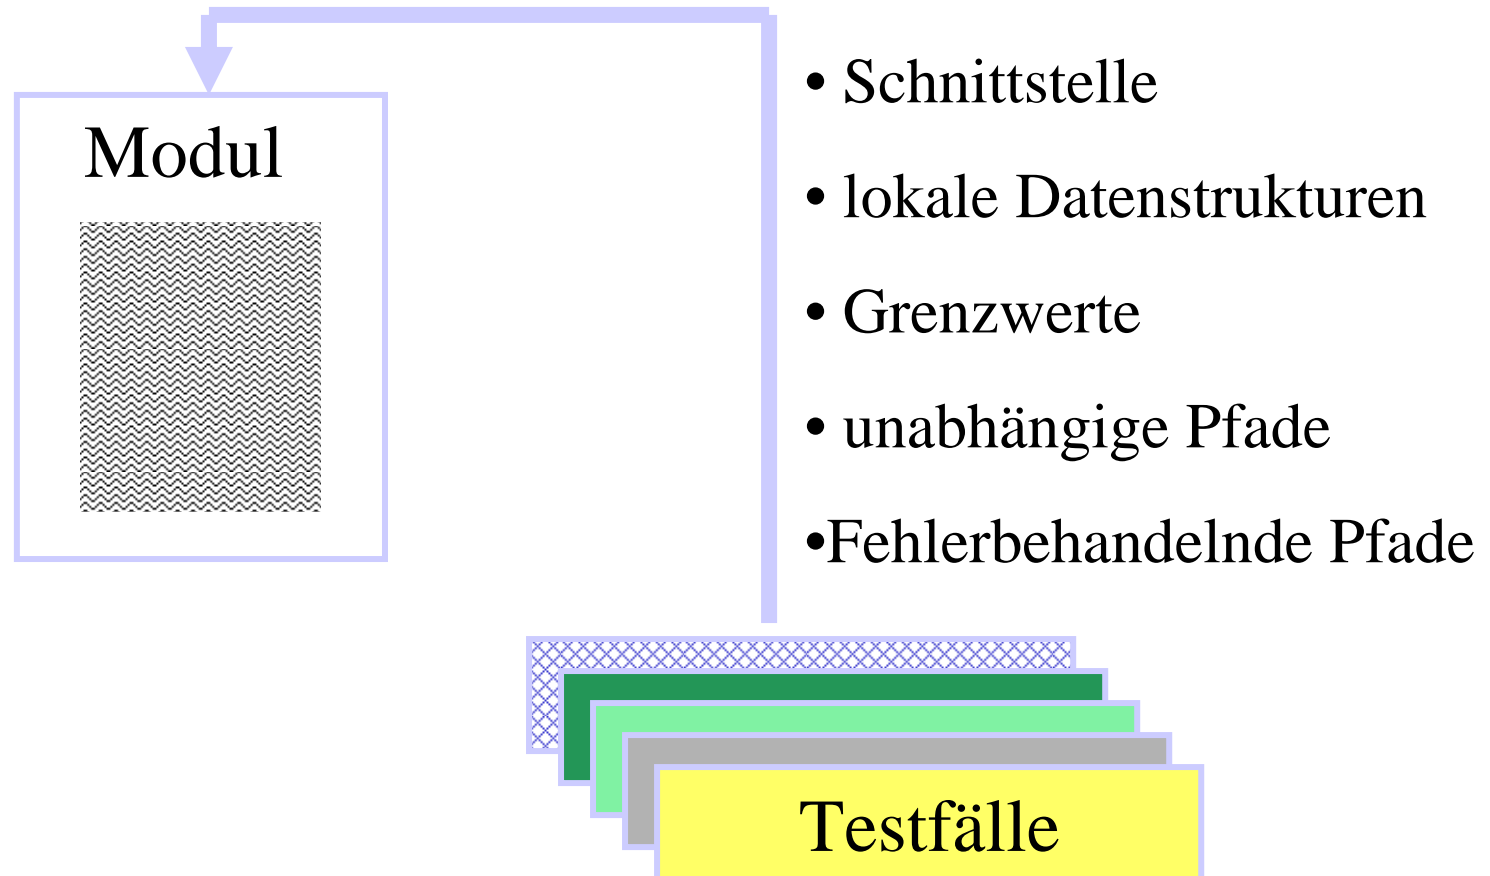 Modul
• Schnittstelle
• lokale Datenstrukturen
• Grenzwerte
• unabhängige Pfade
•Fehlerbehandelnde Pfade
Testfälle